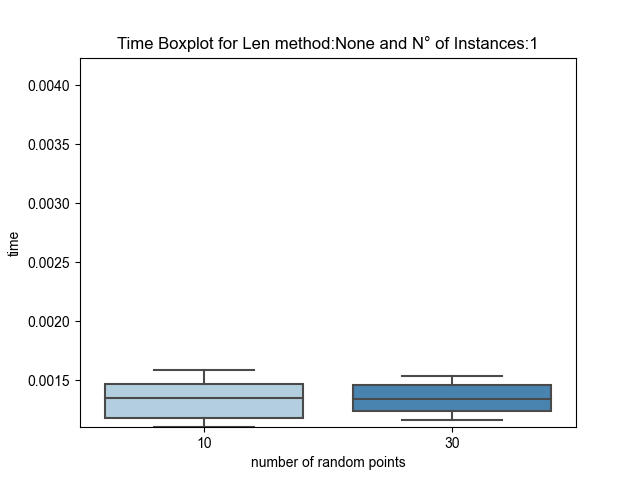 Time Boxplot for Len method:None and N° of Instances:1
0.0040
0.0035
0.0030
0.0025
0.0020
0.0015
time
10
30
number of random points